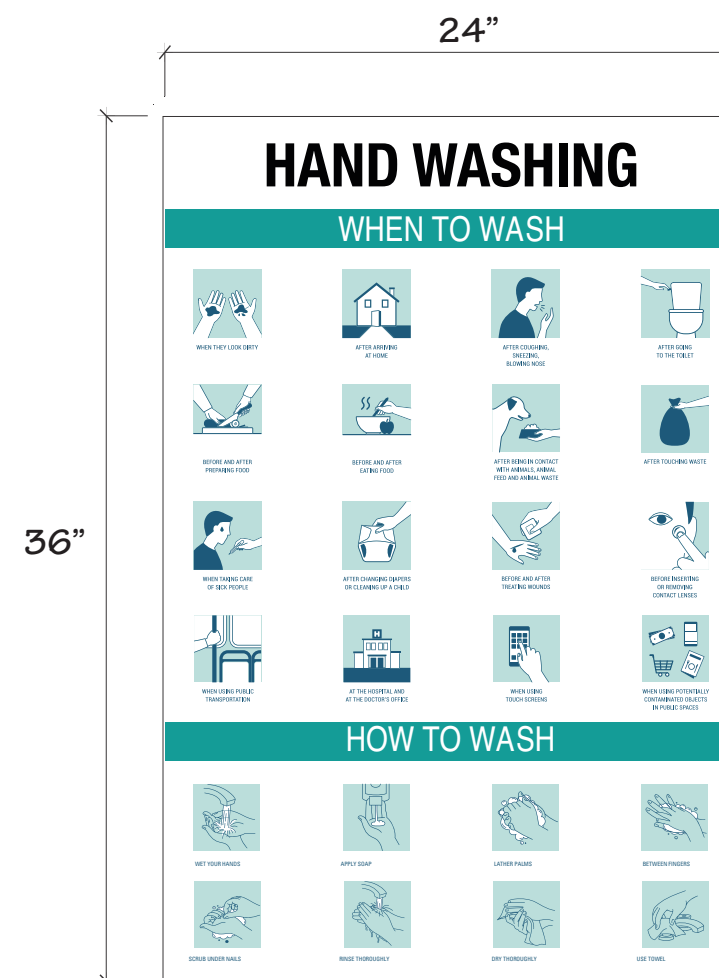 24”
36”
HAND WASHING
WHEN TO WASH
WHEN THEY LOOK DIRTY
AFTER ARRIVING
AT HOME
AFTER COUGHING,
SNEEZING,
BLOWING NOSE
AFTER GOING
TO THE TOILET
BEFORE AND AFTER
PREPARING FOOD
BEFORE AND AFTER
EATING FOOD
AFTER BEING IN CONTACT
WITH ANIMALS, ANIMAL
FEED AND ANIMAL WASTE
AFTER TOUCHING WASTE
WHEN TAKING CARE
OF SICK PEOPLE
AFTER CHANGING DIAPERS
OR CLEANING UP A CHILD
BEFORE AND AFTER
TREATING WOUNDS
BEFORE INSERTING
OR REMOVING
CONTACT LENSES
WHEN USING PUBLIC
TRANSPORTATION
H
AT THE HOSPITAL AND
AT THE DOCTOR'S OFFICE
WHEN USING
TOUCH SCREENS
WHEN USING POTENTIALLY
CONTAMINATED OBJECTS
IN PUBLIC SPACES
HOW TO WASH
WET YOUR HANDS
APPLY SOAP
LATHER PALMS
BETWEEN FINGERS
SCRUB UNDER NAILS
RINSE THOROUGHLY
DRY THOROUGHLY
USE TOWEL